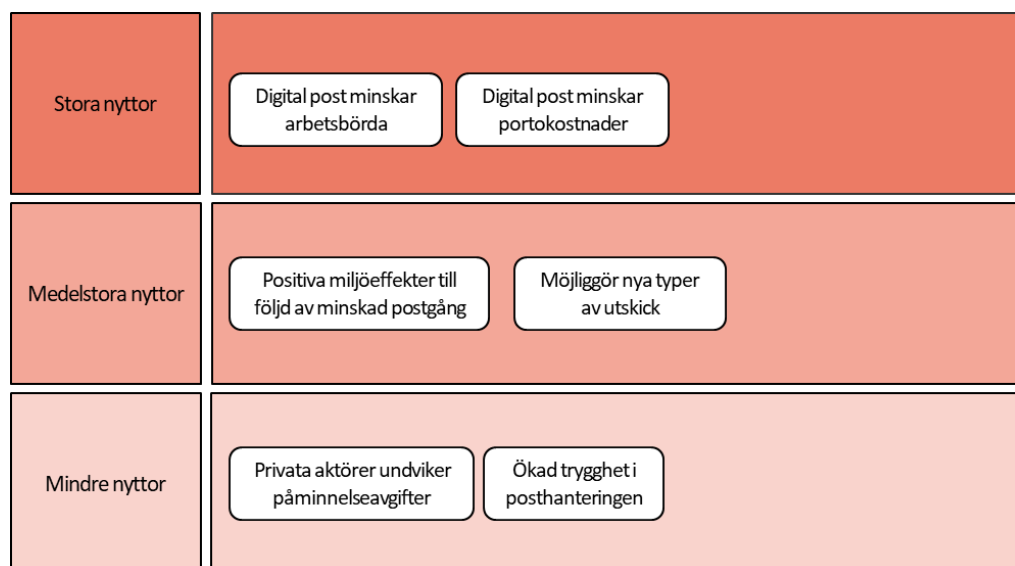 Stora nyttor
Digital post minskar
arbetsbörda
Digital post minskar
portokostnader
Medelstora nyttor
Positiva miljöeffekter till
följd av minskad postgång
Möjliggör nya typer
av utskick
Mindre nyttor
Privata aktörer undviker
påminnelseavgifter
Ökad trygghet i
posthanteringen